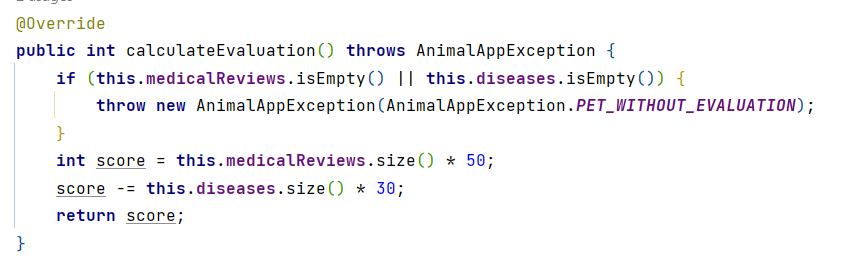 @Override
public int calculateEvaluation() throws AnimalAppException {
    if (this.medicalReviews.isEmpty() || this.diseases.isEmpty()) {
        throw new AnimalAppException(AnimalAppException.PET_WITHOUT_EVALUATION);
    }
    int score = this.medicalReviews.size() * 50;
    score -= this.diseases.size() * 30;
    return score;
}